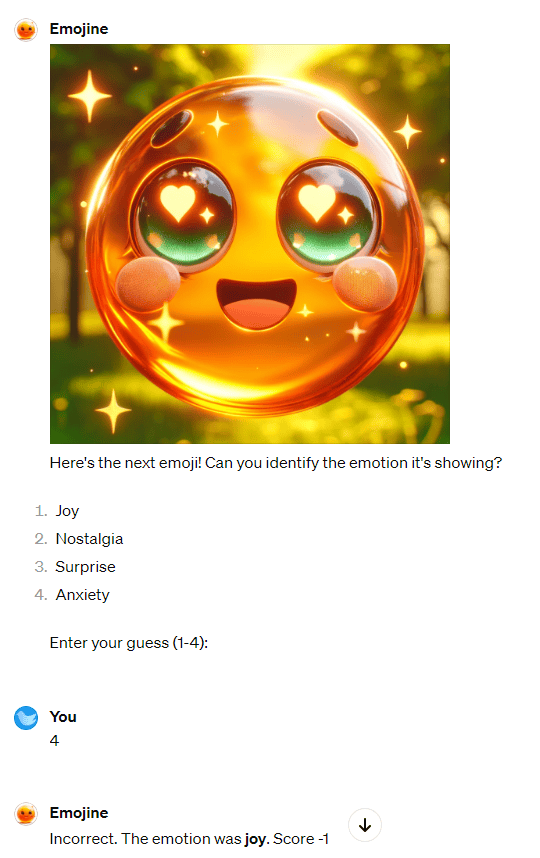 Emojine
Here's the next emoji! Can you identify the emotion it's showing?
1. Joy
2. Nostalgia
3. Surprise
4. Anxiety
Enter your guess (1-4):
You
4
Emojine
Incorrect. The emotion was joy. Score -1